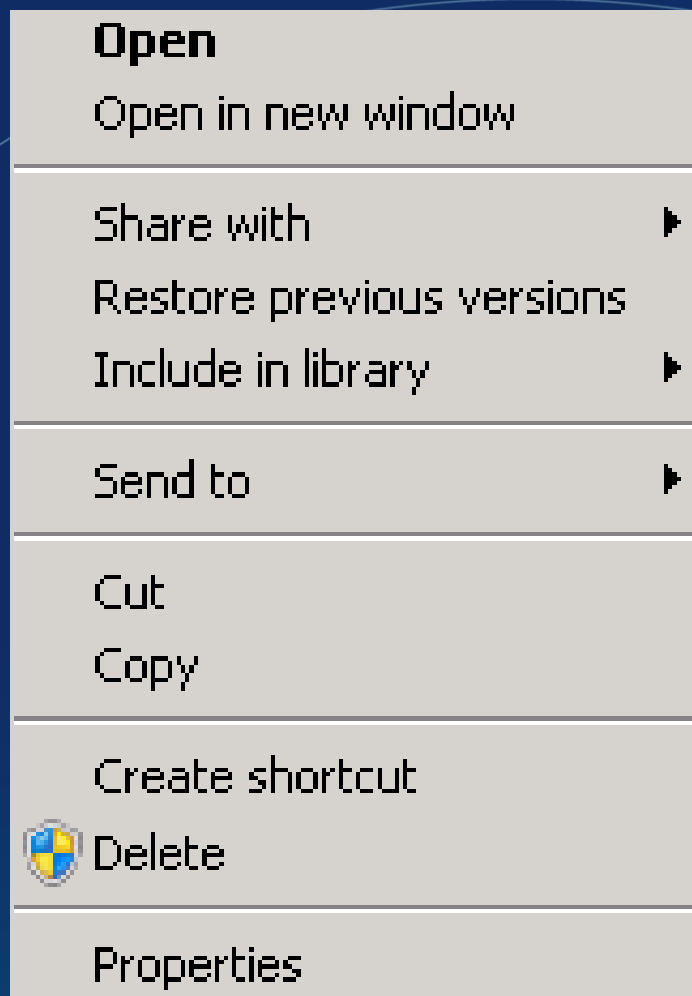 Open
Open in new window
Share with
Restore previous versions
Include in library
Send to
Cut
Copy
Create shortcut
Delete
Properties